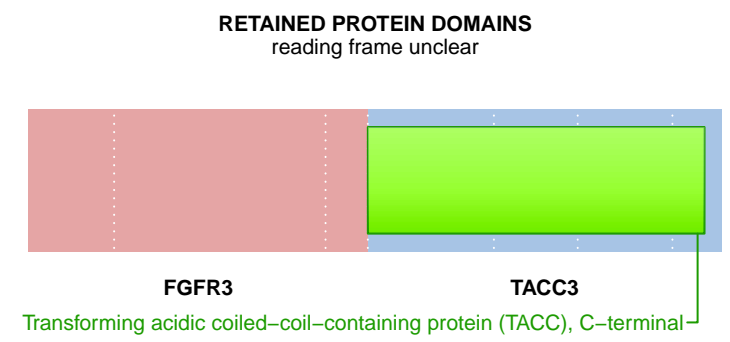 RETAINED PROTEIN DOMAINS
reading frame unclear
FGFR3 TACC3
Transforming acidic coiled−coil−containing protein (TACC), C−terminal